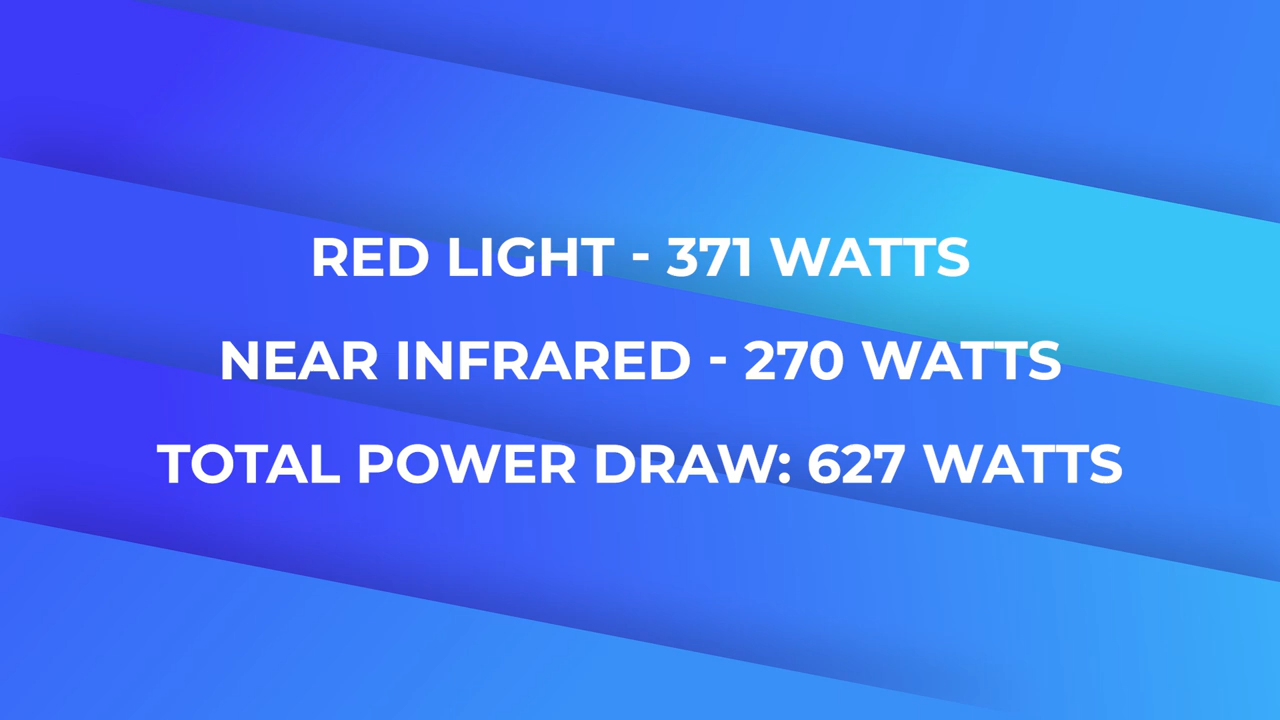 RED LIGHT - 371 WATTS
NEAR INFRARED - 270 WATTS
TOTAL POWER DRAW: 627 WATTS